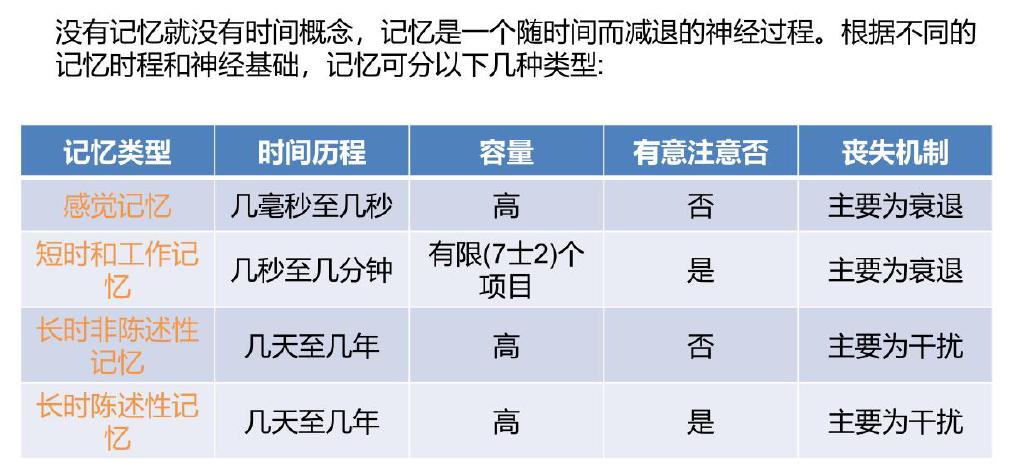 没有记忆就没有时间概念，记忆是一个随时间而减退的神经过程。根据不同的
记忆时程和神经基础，记忆可分以下几种类型:
记忆类型 时间历程 容量 有意注意否 丧失机制
感觉记忆 几毫秒至几秒 高 否 主要为衰退
短时和工作记
忆 几秒至几分钟 有限(7士2)个
项目 是 主要为衰退
长时非陈述性
记忆 几天至几年 高 否 主要为干扰
长时陈述性记
忆 几天至几年 高 是 主要为干扰